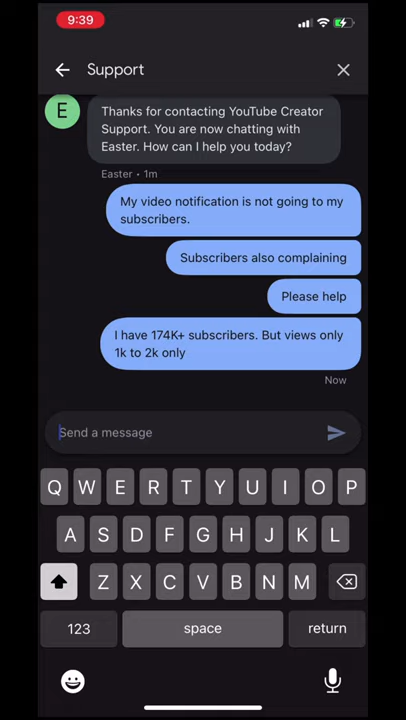 9:39
Support
E
Thanks for contacting YouTube Creator
Support. You are now chatting with
Easter. How can I help you today?
Easter • 1m
My video notification is not going to my
subscribers.
Subscribers also complaining
Please help
I have 174K+ subscribers. But views only
1k to 2k only
Now
Send a message
Q W E R T Y U I O P
A S D F G H J K L
Z X C V B N M
123 space return